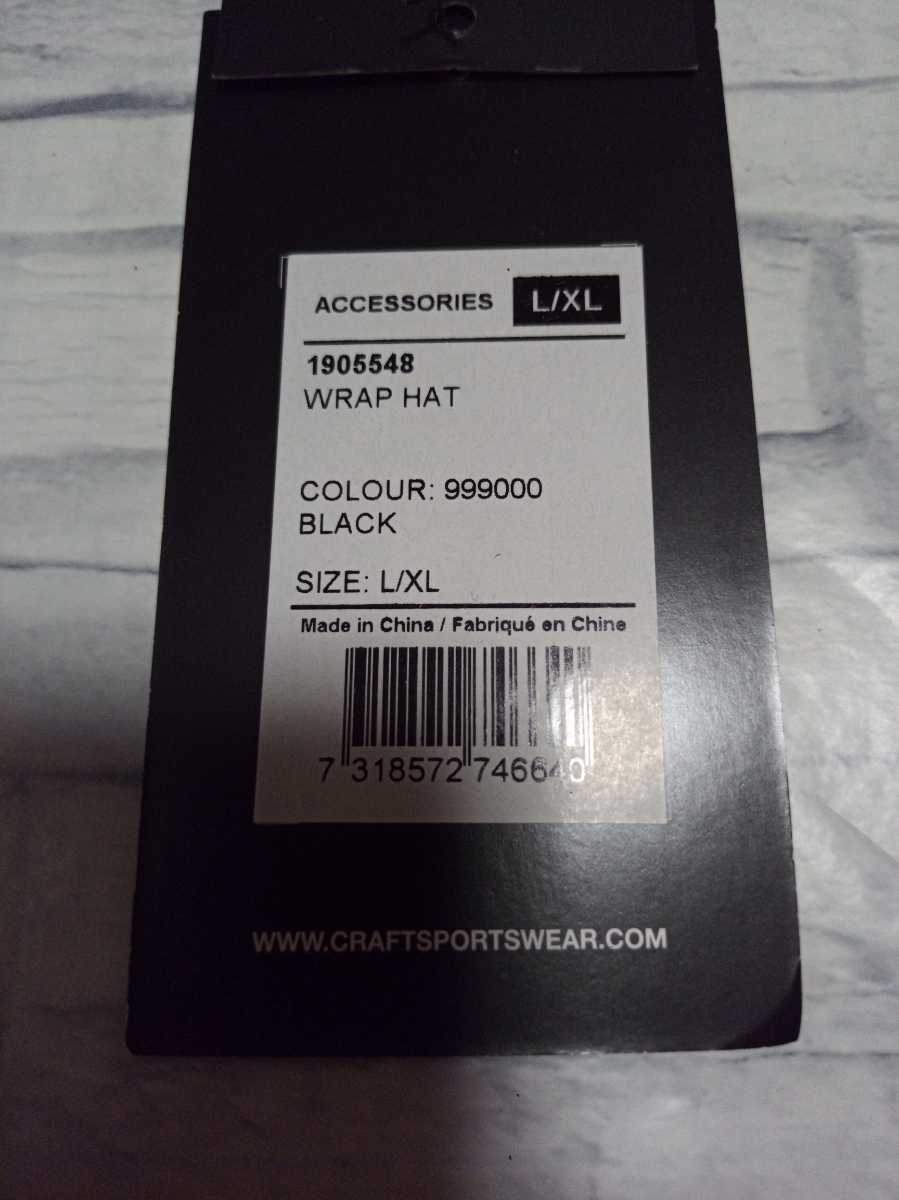 ACCESSORIES L/XL
1905548
WRAP HAT
COLOUR: 999000
BLACK
SIZE: L/XL
Made in China / Fabriqué en Chine
7 318572 746640
WWW.CRAFTSPORTSWEAR.COM